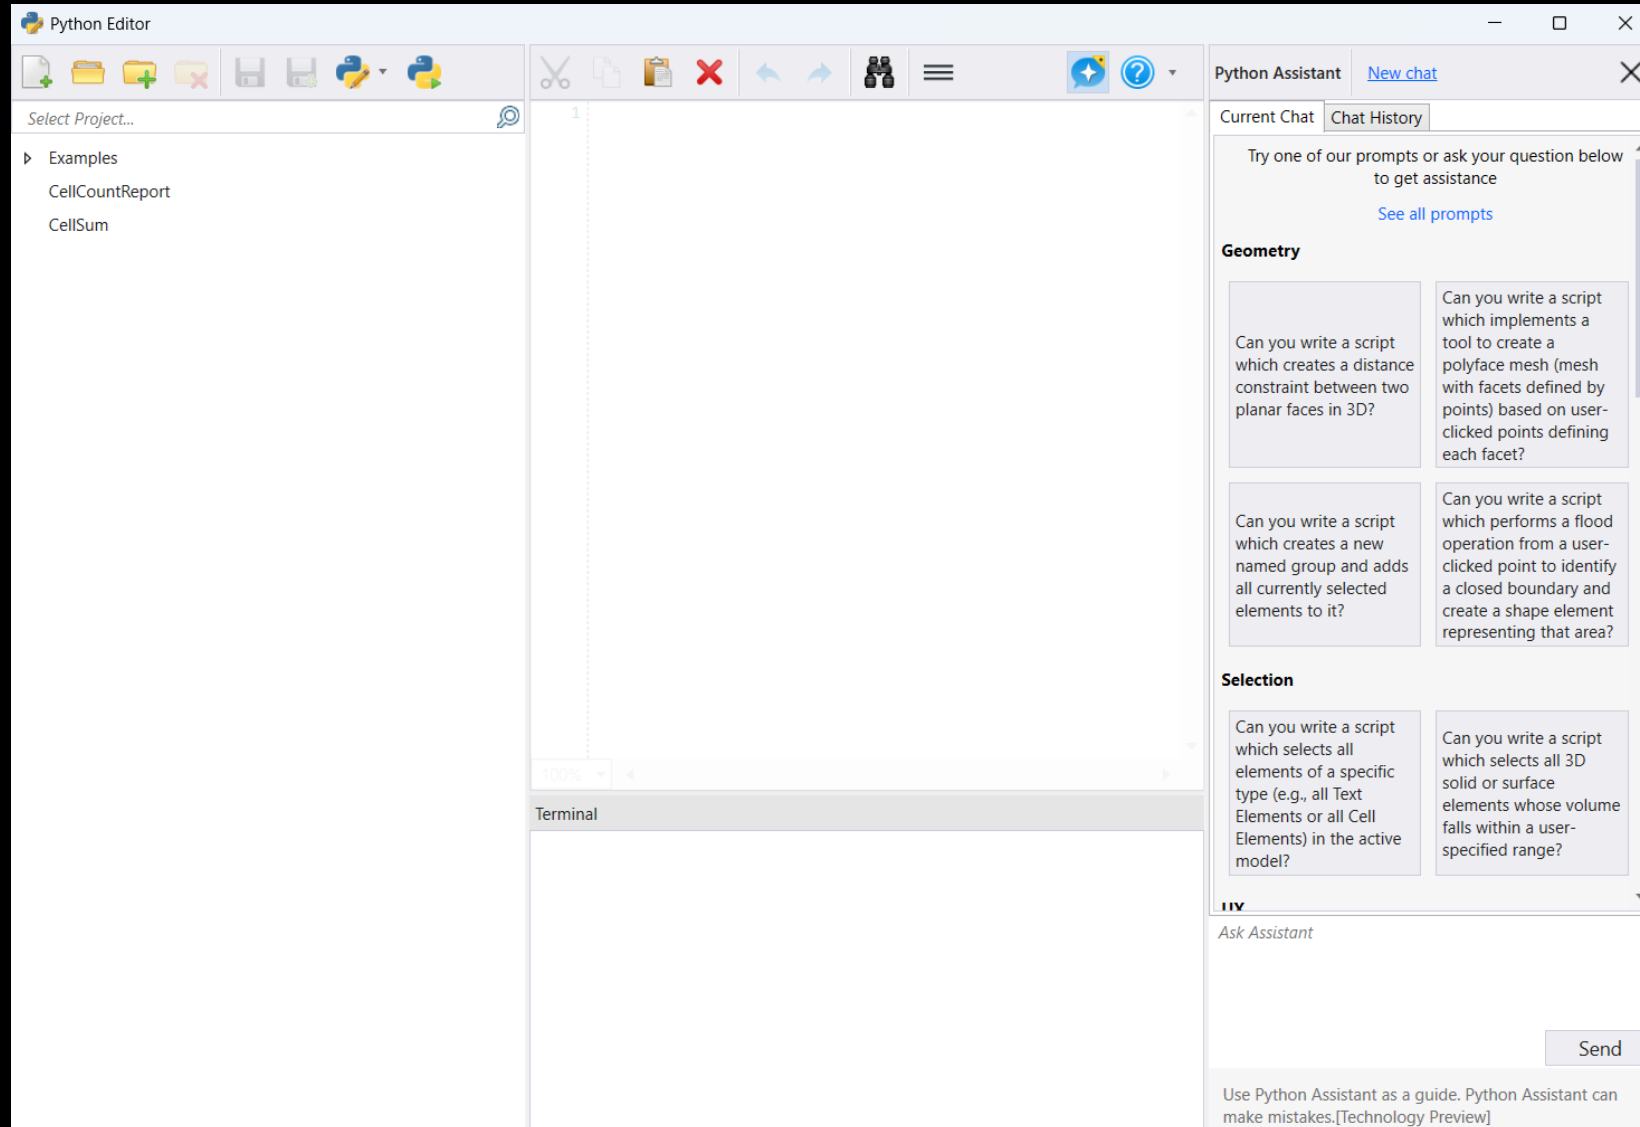 Python Editor
Python Assistant
New chat
Select Project...
Current Chat
Chat History
Examples
CellCountReport
CellSum
1
100%
Terminal
Try one of our prompts or ask your question below
to get assistance
See all prompts
Geometry
Can you write a script
which creates a distance
constraint between two
planar faces in 3D?
Can you write a script
which implements a
tool to create a
polyface mesh (mesh
with facets defined by
points) based on user-
clicked points defining
each facet?
Can you write a script
which creates a new
named group and adds
all currently selected
elements to it?
Can you write a script
which performs a flood
operation from a user-
clicked point to identify
a closed boundary and
create a shape element
representing that area?
Selection
Can you write a script
which selects all
elements of a specific
type (e.g., all Text
Elements or all Cell
Elements) in the active
model?
Can you write a script
which selects all 3D
solid or surface
elements whose volume
falls within a user-
specified range?
UX
Ask Assistant
Send
Use Python Assistant as a guide. Python Assistant can
make mistakes.[Technology Preview]